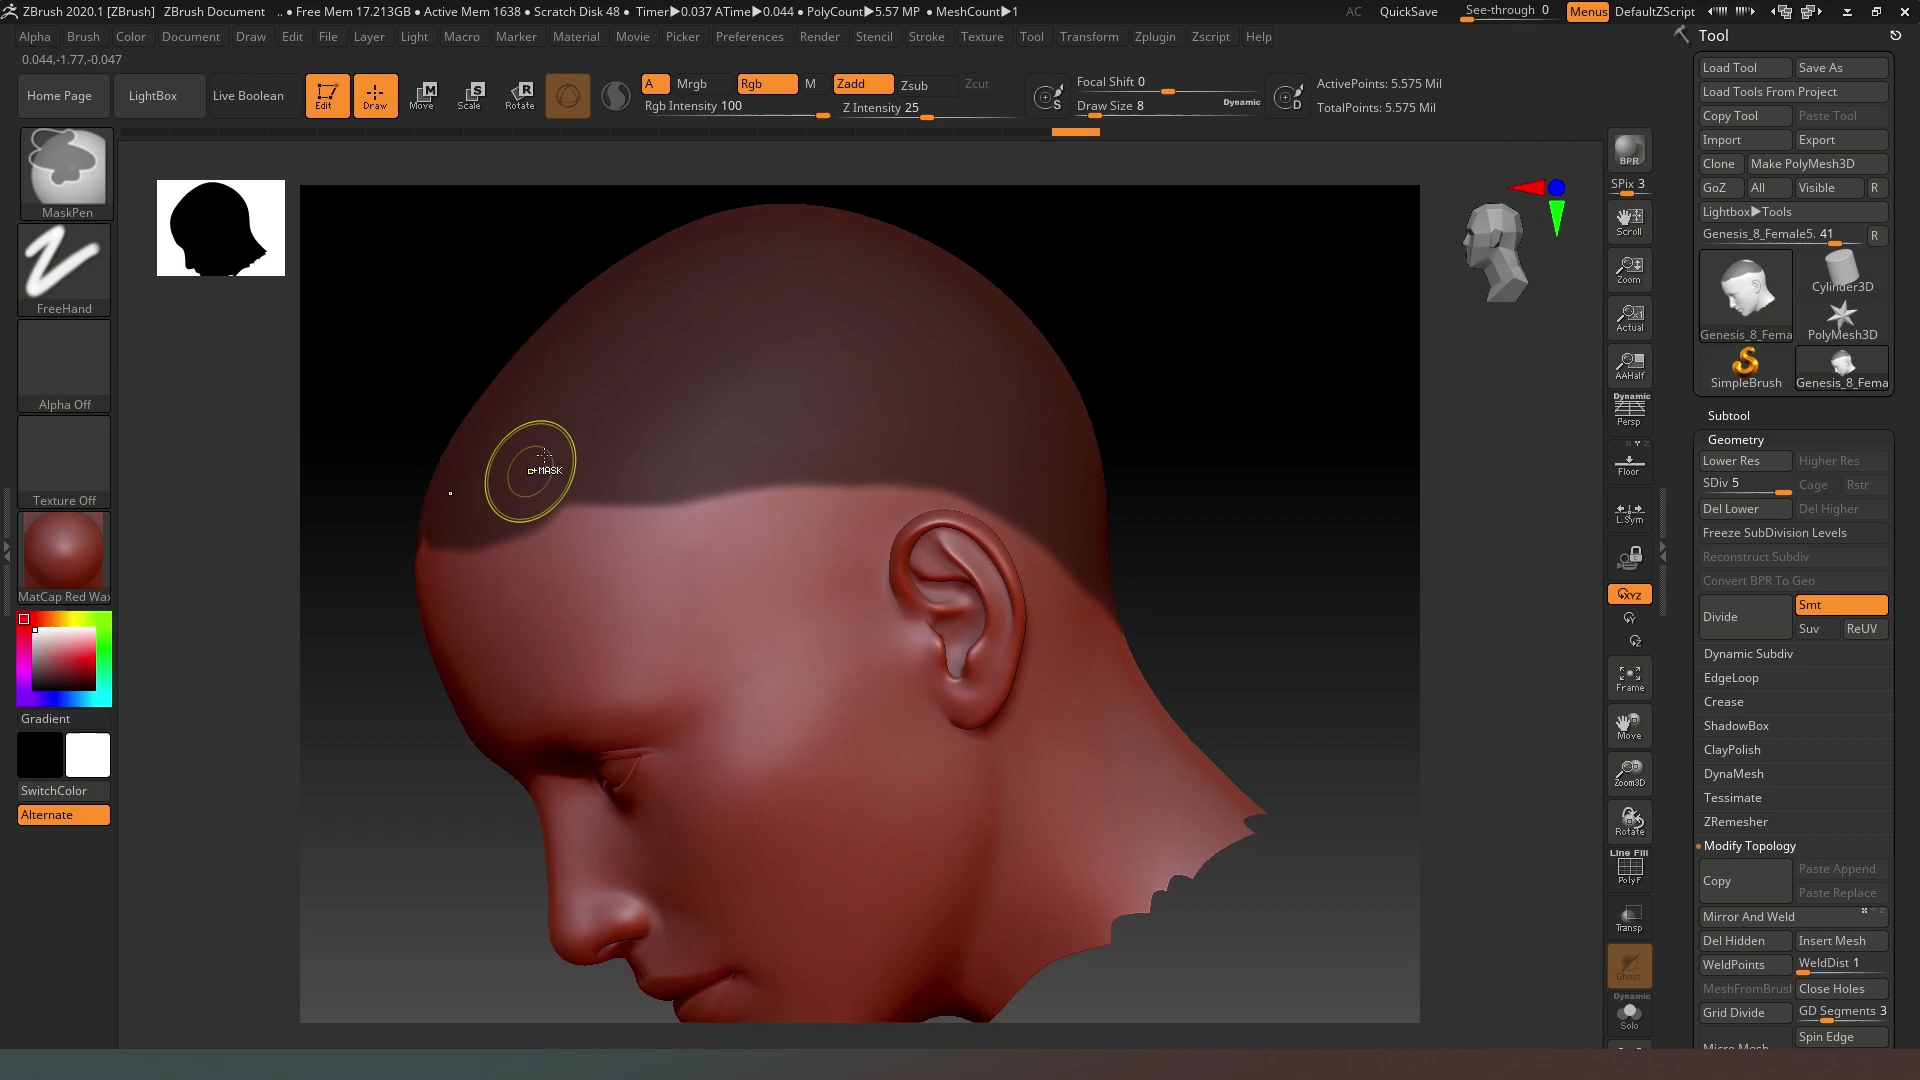 ZBrush 2020.1 [ZBrush] ZBrush Document .. • Free Mem 17.213GB • Active Mem 1638 • Scratch Disk 48 • Timer▶0.037 ATime▶0.044 • PolyCount▶5.57 MP • MeshCount▶1 AC QuickSave See-through 0 Menus DefaultZScript
Alpha Brush Color Document Draw Edit File Layer Light Macro Marker Material Movie Picker Preferences Render Stencil Stroke Texture Tool Transform Zplugin Zscript Help
0.044,-1.77,-0.047
Home Page LightBox Live Boolean Edit Draw Move Scale Rotate
A Mrgb Rgb M Zadd Zsub Zcut
Rgb Intensity 100 Z Intensity 25
S Focal Shift 0
Draw Size 8 Dynamic D
ActivePoints: 5.575 Mil
TotalPoints: 5.575 Mil
MaskPen
FreeHand
Alpha Off
Texture Off
MatCap Red Wax
Gradient
SwitchColor
Alternate
MASK
BPR
SPix 3
Scroll
Zoom
Actual
AAHalf
Dynamic
Persp
Floor
L.Sym
XYZ
Frame
Move
Zoom3D
Rotate
Line Fill
PolyF
Transp
Ghost
Dynamic
Solo
Tool
Load Tool Save As
Load Tools From Project
Copy Tool Paste Tool
Import Export
Clone Make PolyMesh3D
GoZ All Visible R
Lightbox▶Tools
Genesis_8_Female5. 41 R
Genesis_8_Fema Cylinder3D
PolyMesh3D
SimpleBrush Genesis_8_Fema
Subtool
Geometry
Lower Res Higher Res
SDiv 5 Cage Rstr
Del Lower Del Higher
Freeze SubDivision Levels
Reconstruct Subdiv
Convert BPR To Geo
Divide Smt
Suv ReUV
Dynamic Subdiv
EdgeLoop
Crease
ShadowBox
ClayPolish
DynaMesh
Tessimate
ZRemesher
Modify Topology
Copy Paste Append
Paste Replace
Mirror And Weld
Del Hidden Insert Mesh
WeldPoints WeldDist 1
MeshFromBrush Close Holes
Grid Divide GD Segments 3
Spin Edge